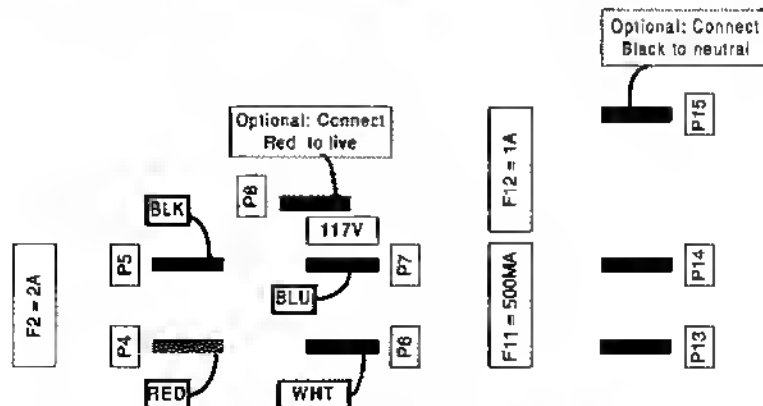 Optional: Connect
Black to neutral
P15
Optional: Connect
Red to live
F12 = 1A
P8
BLK
117V
F2 = 2A
P5
P7
F11 = 500MA
P14
BLU
P4
P6
P13
RED
WHT